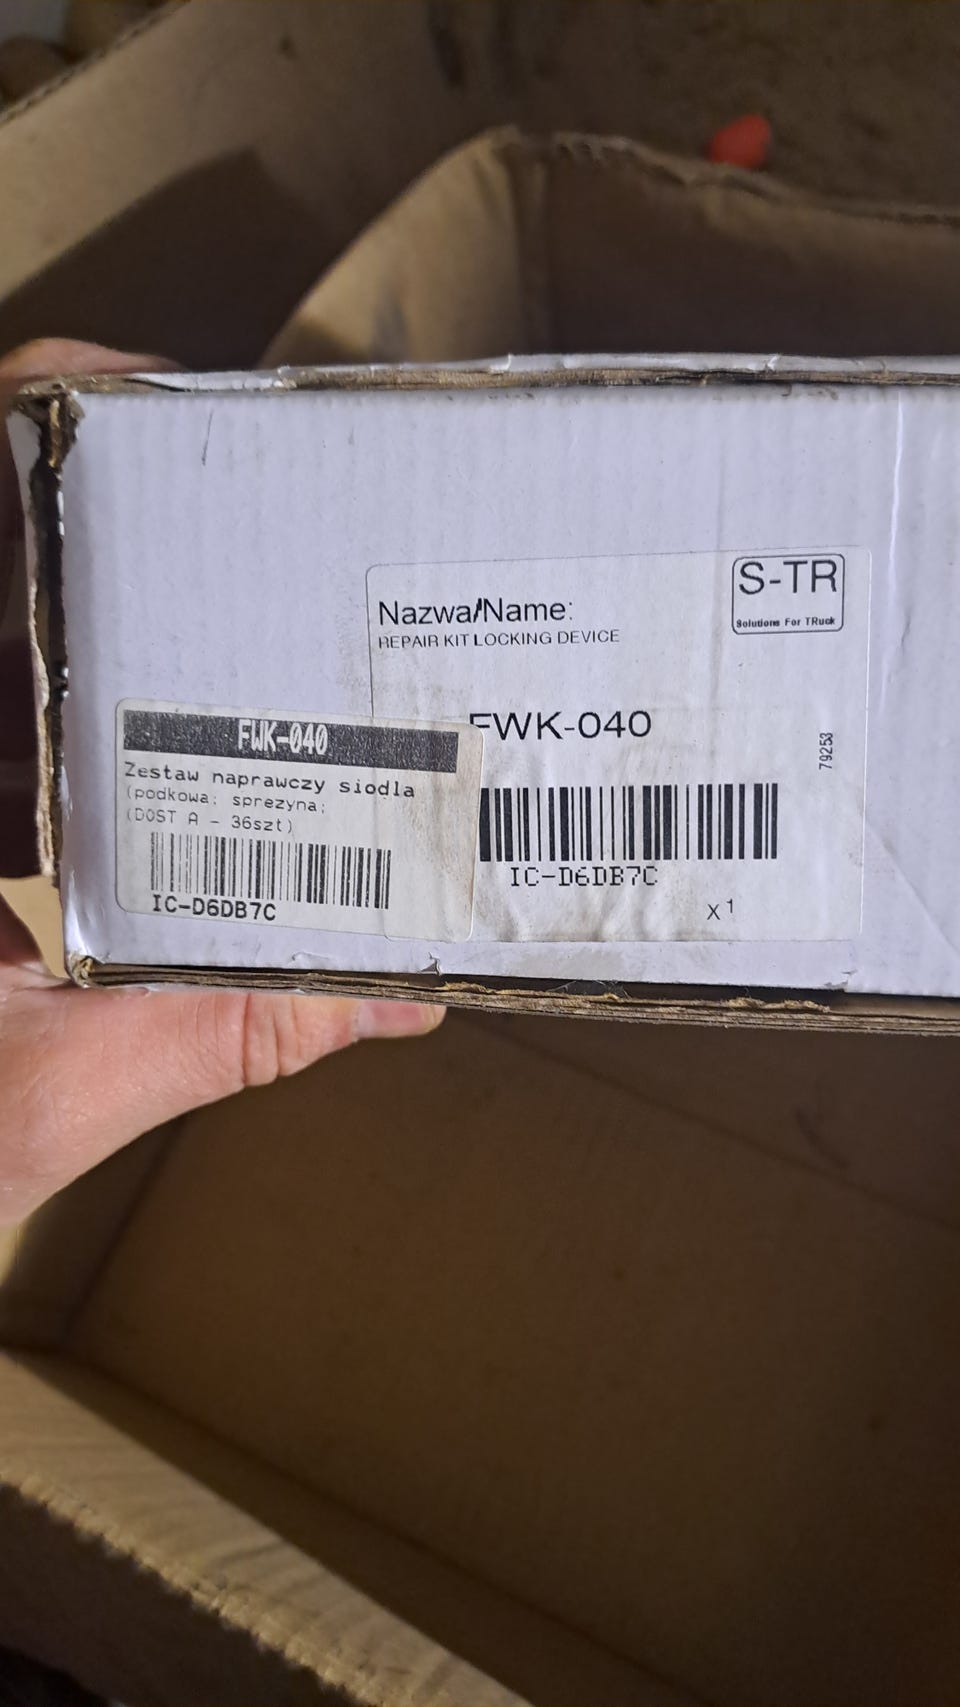 S-TR
Solutions For TRuck
Nazwa/Name:
REPAIR KIT LOCKING DEVICE
FWK-040
79253
IC-D6DB7C
x1
FWK-040
Zestaw naprawczy siodla
(podkowa; sprezyna;
(DOST A - 36szt)
IC-D6DB7C